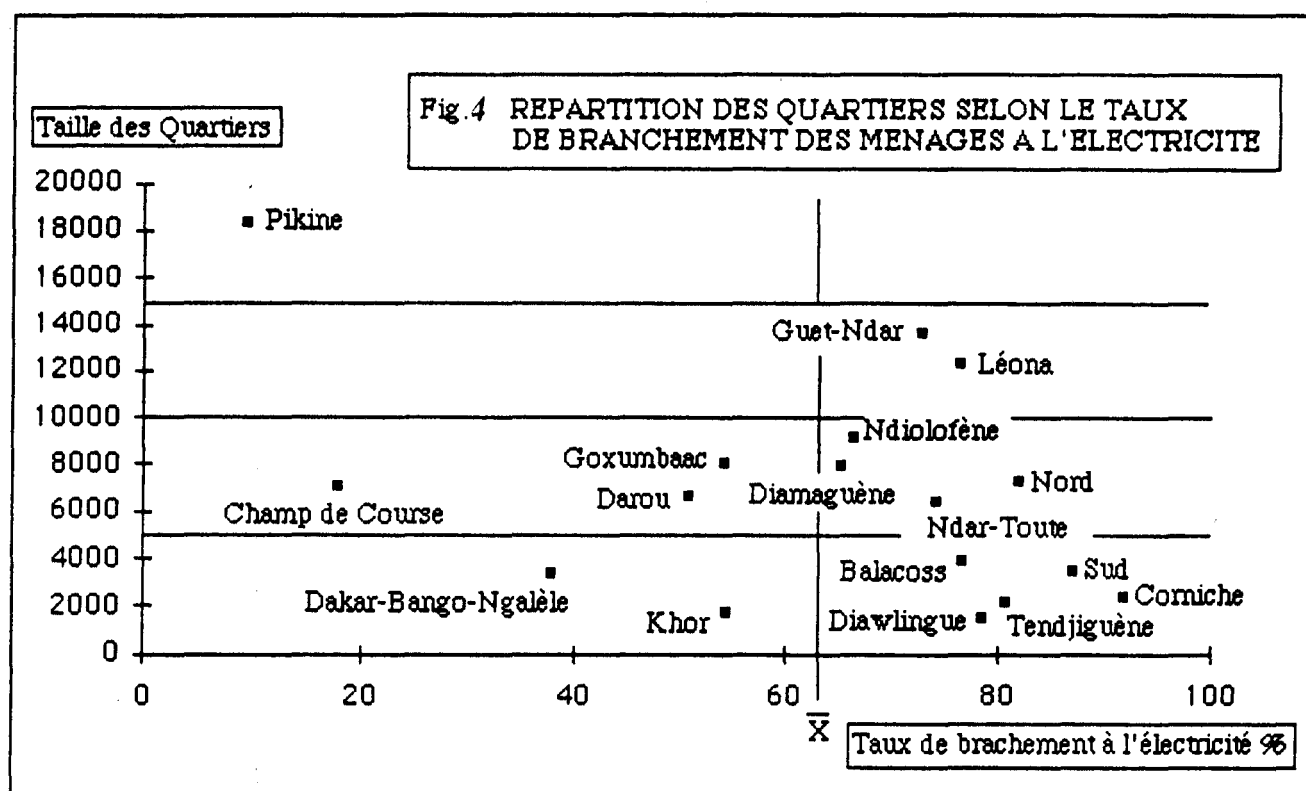 Fig.4 REPARTITION DES QUARTIERS SELON LE TAUX
DE BRANCHEMENT DES MENAGES A L'ELECTRICITE
Taille des Quartiers
20000
18000
16000
14000
12000
10000
8000
6000
4000
2000
0
Pikine
Guet-Ndar
Léona
Ndiolofène
Goxumbaac
Diamaguène
Nord
Darou
Champ de Course
Ndar-Toute
Balacoss
Sud
Dakar-Bango-Ngalèle
Corniche
Khor
Diawlingue
Tendjiguène
0 20 40 60 80 100
X̅
Taux de brachement à l'électricité %